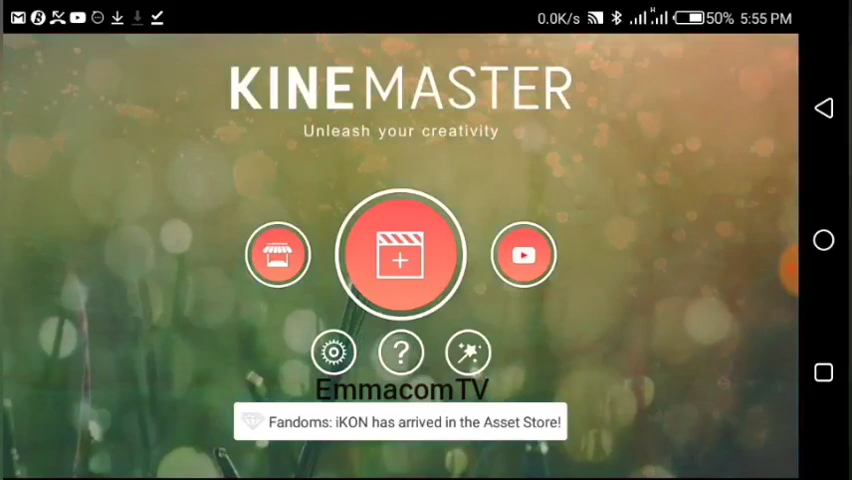 0.0K/s
H
50%
5:55 PM
KINEMASTER
Unleash your creativity
?
EmmacomTV
Fandoms: iKON has arrived in the Asset Store!